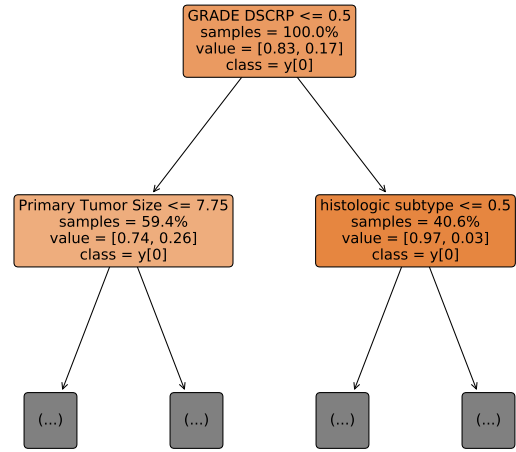 GRADE DSCRP <= 0.5
samples = 100.0%
value = [0.83, 0.17]
class = y[0]
Primary Tumor Size <= 7.75
samples = 59.4%
value = [0.74, 0.26]
class = y[0]
histologic subtype <= 0.5
samples = 40.6%
value = [0.97, 0.03]
class = y[0]
(...)
(...)
(...)
(...)